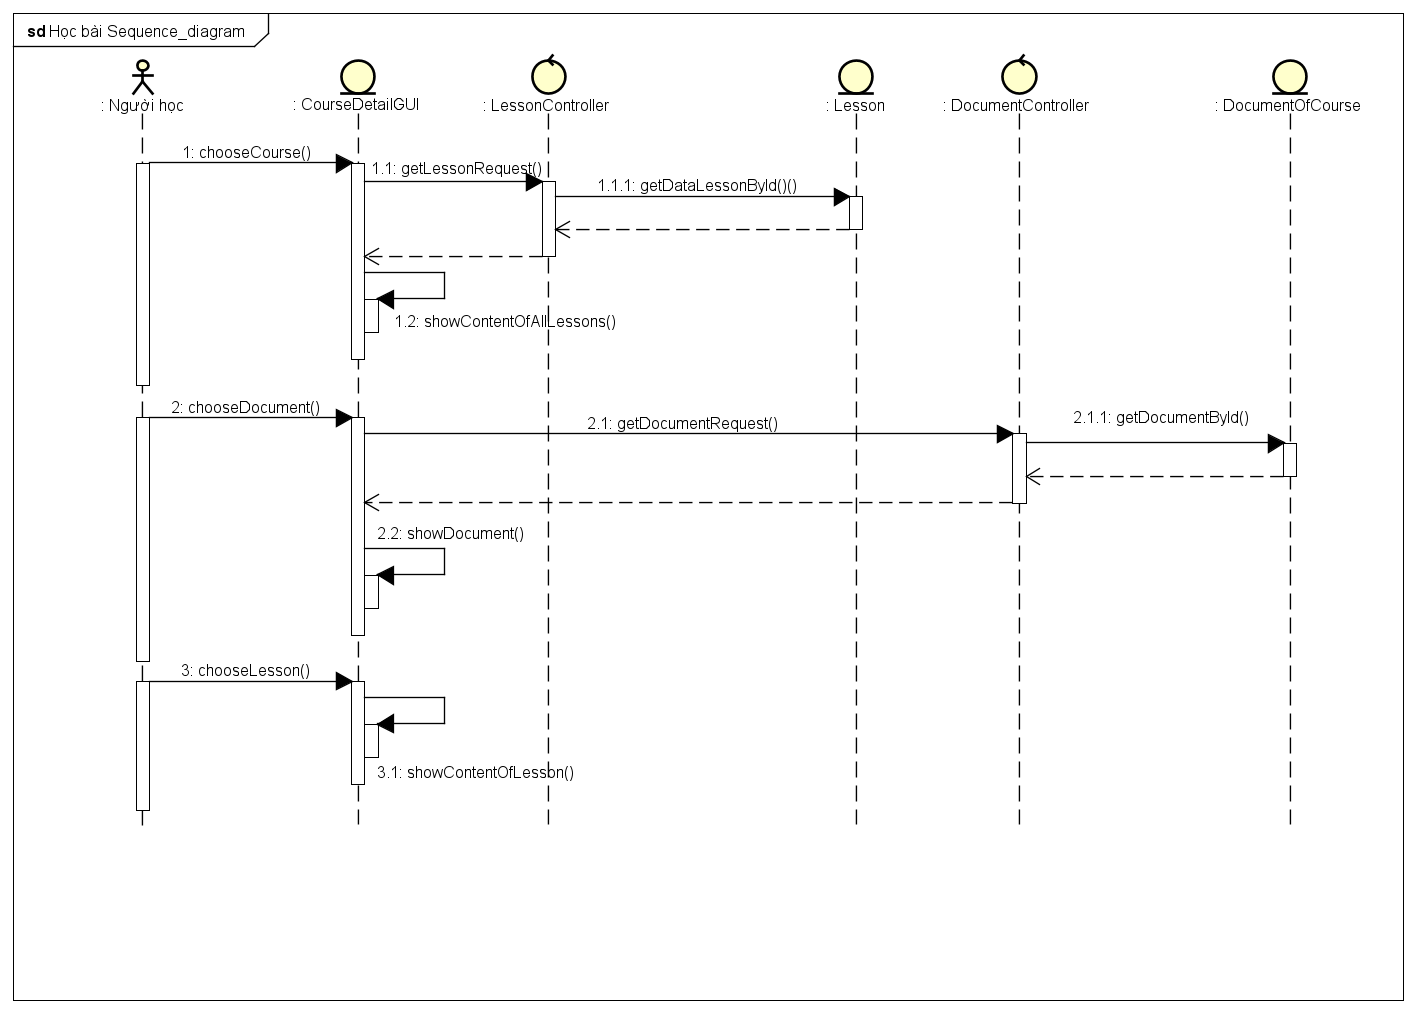 sd Học bài Sequence_diagram
: Người học
: CourseDetailGUI
: LessonController
: Lesson
: DocumentController
: DocumentOfCourse
1: chooseCourse()
1.1: getLessonRequest()
1.1.1: getDataLessonById()()
1.2: showContentOfAllLessons()
2: chooseDocument()
2.1: getDocumentRequest()
2.1.1: getDocumentById()
2.2: showDocument()
3: chooseLesson()
3.1: showContentOfLesson()